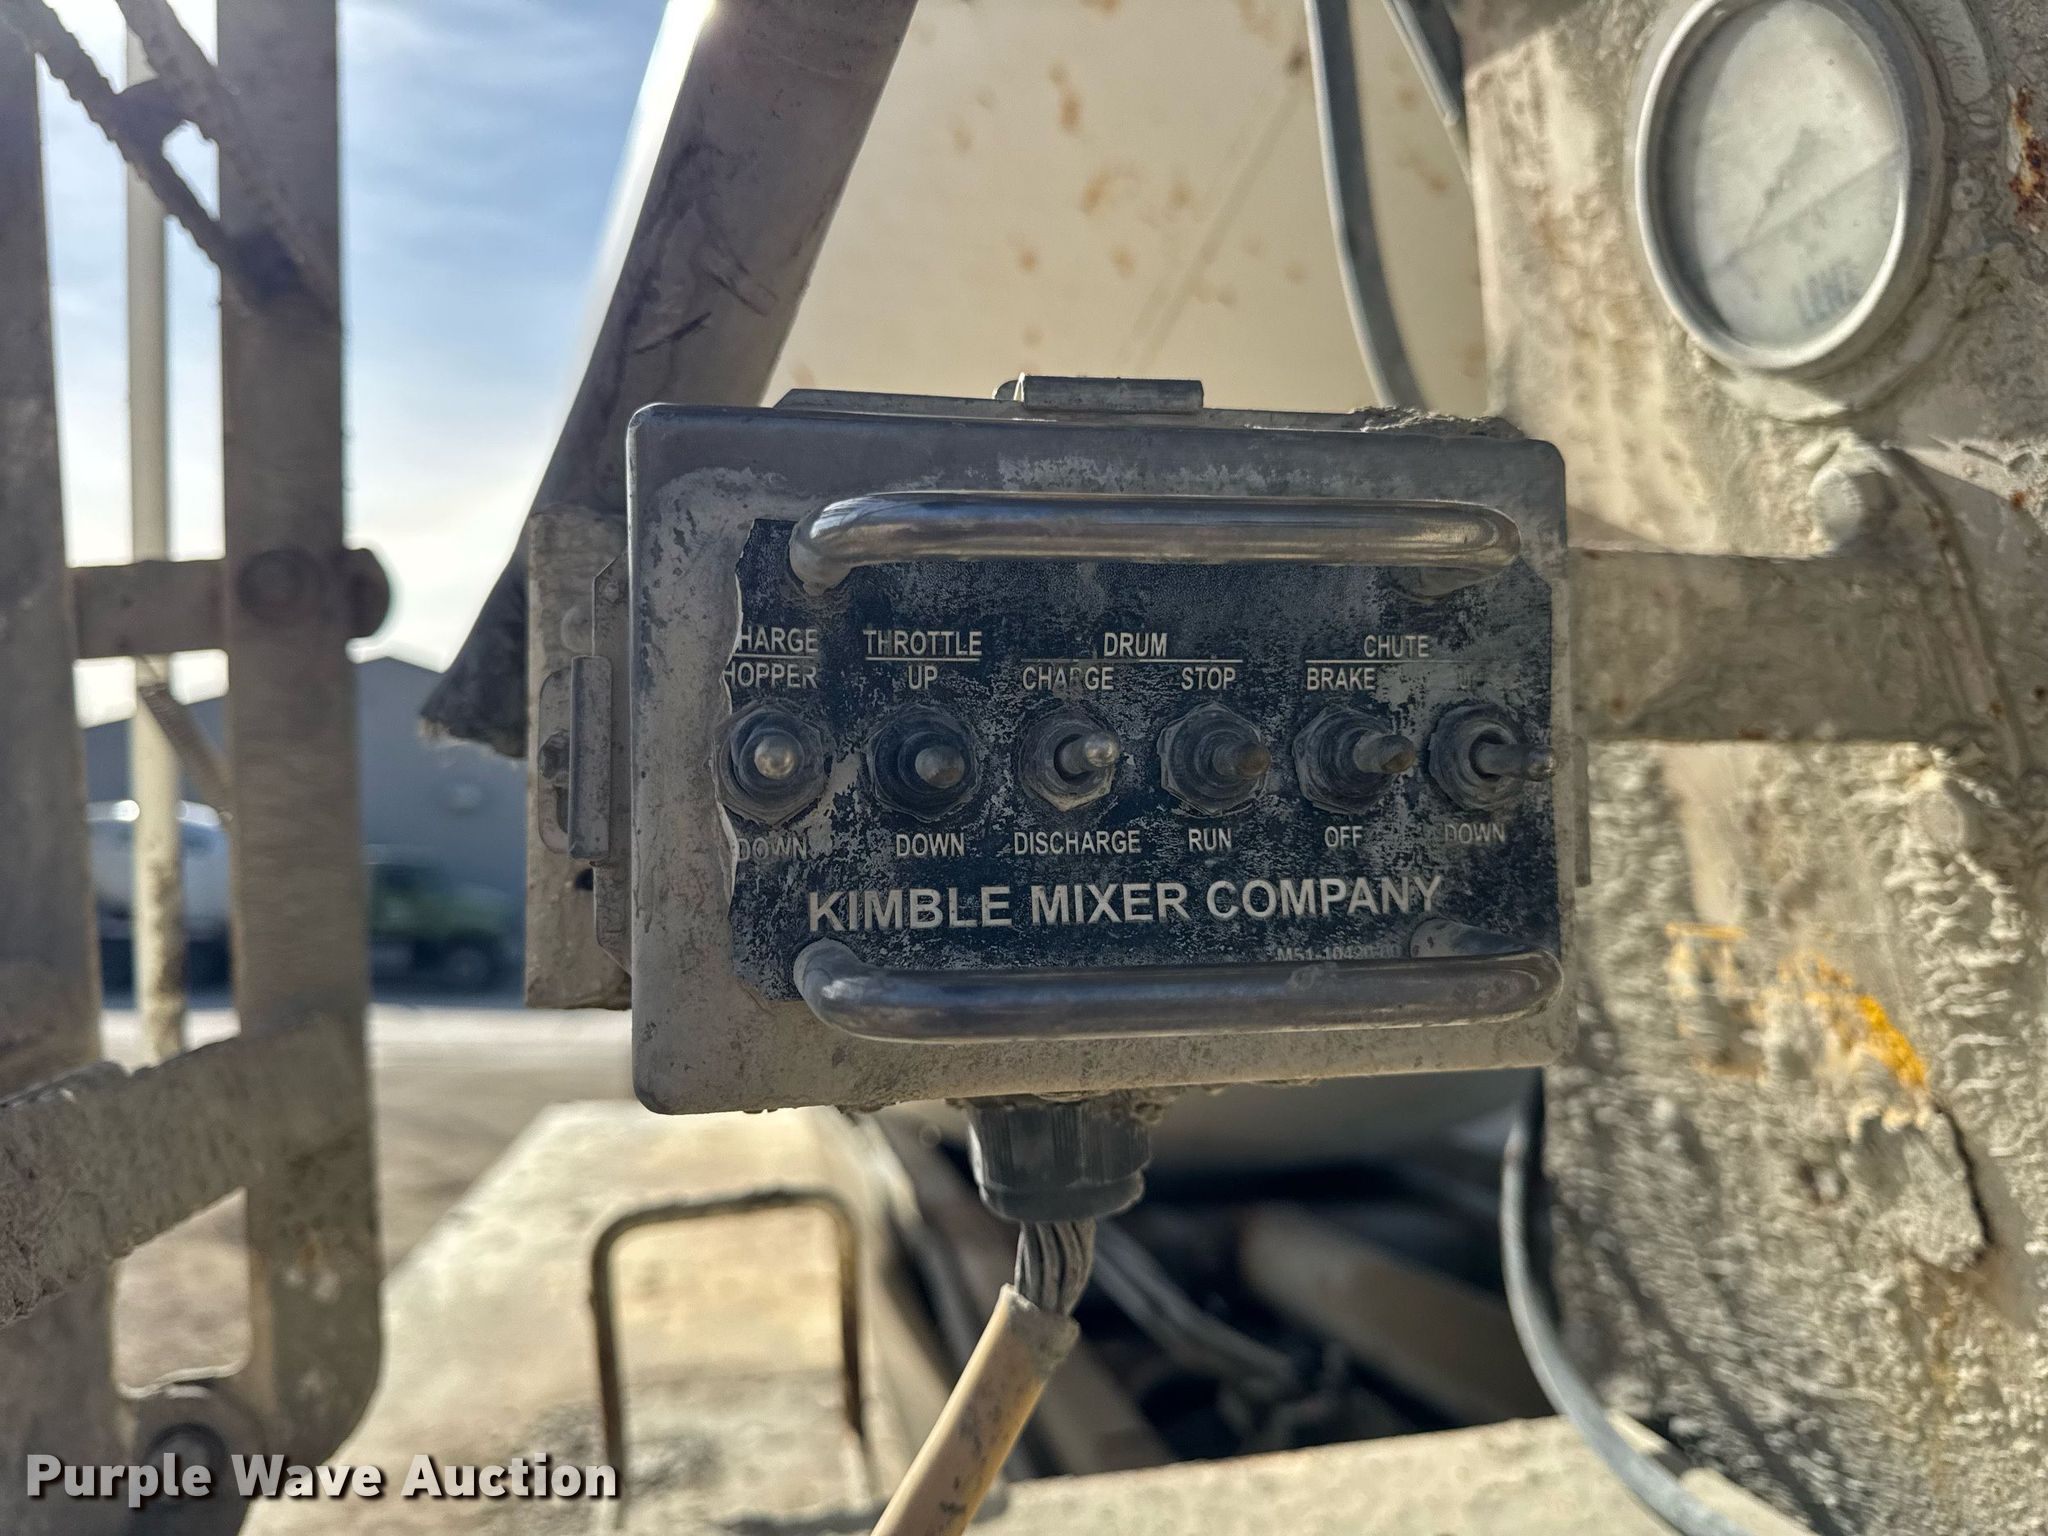 HARGE THROTTLE DRUM CHUTE
HOPPER UP CHARGE STOP BRAKE U
DOWN DOWN DISCHARGE RUN OFF DOWN
KIMBLE MIXER COMPANY
Purple Wave Auction